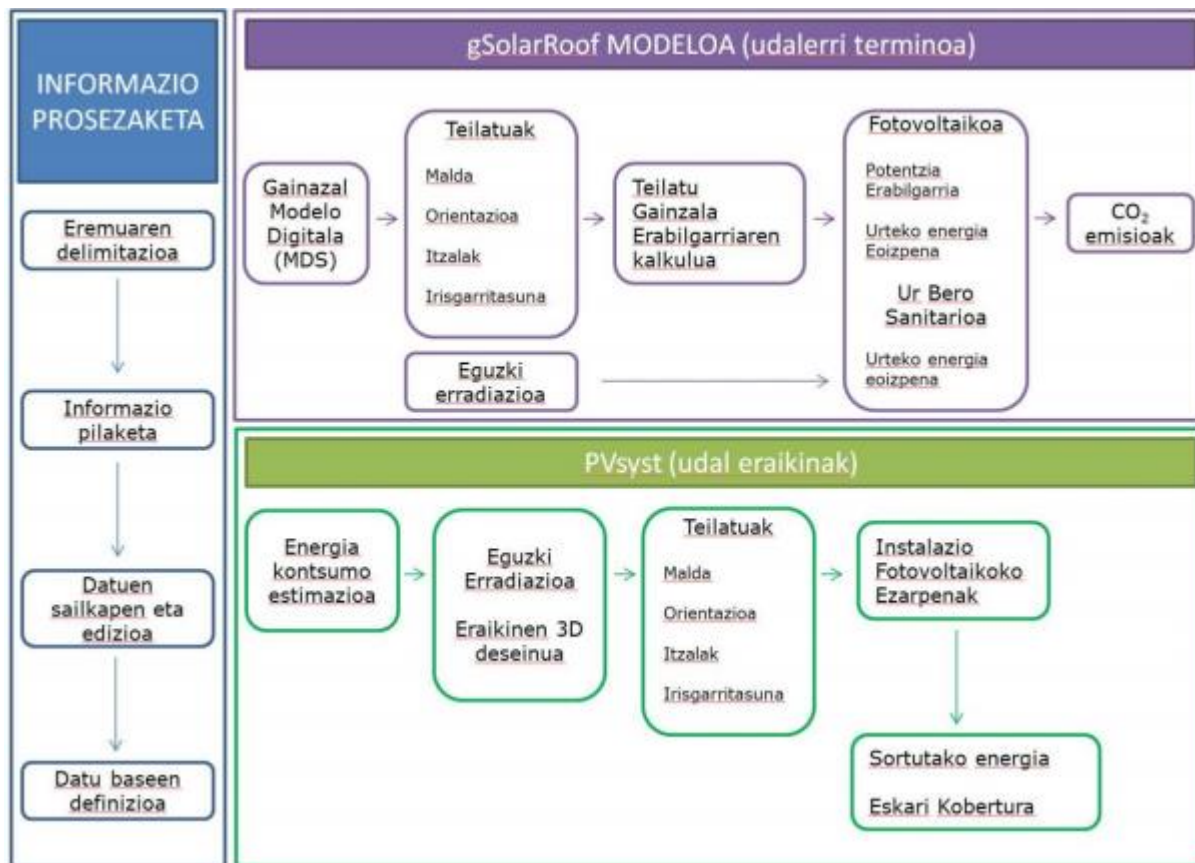 INFORMAZIO
PROSEZAKETA
Eremuaren
delimitazioa
Informazio
pilaketa
Datuen
sailkapen eta
edizioa
Datu baseen
definizioa
gSolarRoof MODELOA (udalerri terminoa)
Gainazal
Modelo
Digitala
(MDS)
Teilatuak
Malda
Orientazioa
Itzalak
Irisgarritasuna
Eguzki
erradiazioa
Teilatu
Gainzala
Erabilgarriaren
kalkulua
Fotovoltaikoa
Potentzia
Erabilgarria
Urteko energia
Eoizpena
Ur Bero
Sanitarioa
Urteko energia
eoizpena
CO₂
emisioak
PVsyst (udal eraikinak)
Energia
kontsumo
estimazioa
Eguzki
Erradiazioa
Eraikinen 3D
deseinua
Teilatuak
Malda
Orientazioa
Itzalak
Irisgarritasuna
Instalazio
Fotovoltaikoko
Ezarpenak
Sortutako energia
Eskari Kobertura